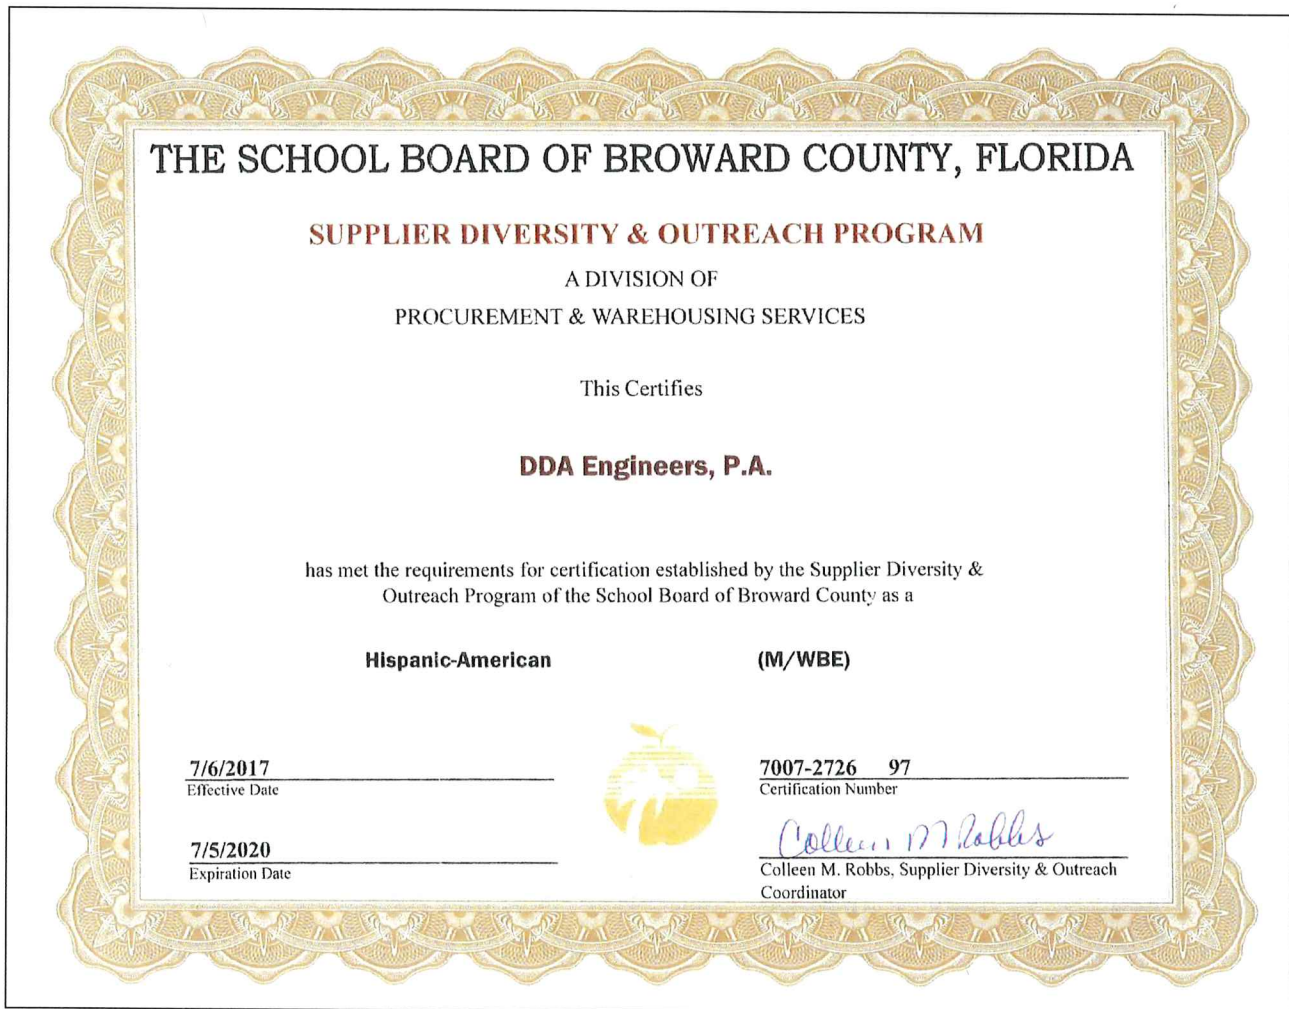 THE SCHOOL BOARD OF BROWARD COUNTY, FLORIDA
SUPPLIER DIVERSITY & OUTREACH PROGRAM
A DIVISION OF
PROCUREMENT & WAREHOUSING SERVICES
This Certifies
DDA Engineers, P.A.
has met the requirements for certification established by the Supplier Diversity &
Outreach Program of the School Board of Broward County as a
Hispanic-American (M/WBE)
7/6/2017
Effective Date
7007-2726 97
Certification Number
7/5/2020
Expiration Date
Colleen M Robbs
Colleen M. Robbs, Supplier Diversity & Outreach
Coordinator